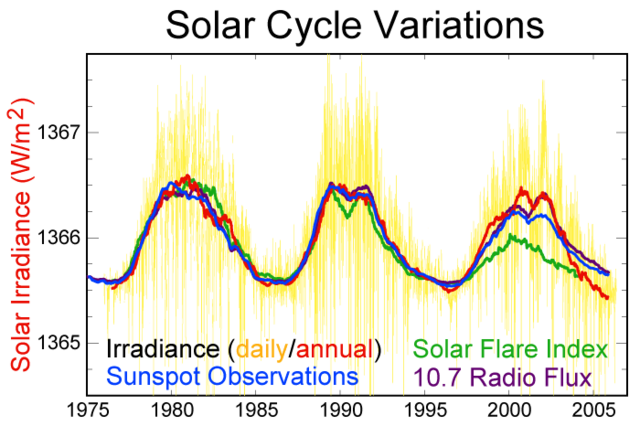 Solar Cycle Variations
Solar Irradiance (W/m²)
1367
1366
1365
Irradiance (daily/annual)
Solar Flare Index
Sunspot Observations
10.7 Radio Flux
1975 1980 1985 1990 1995 2000 2005